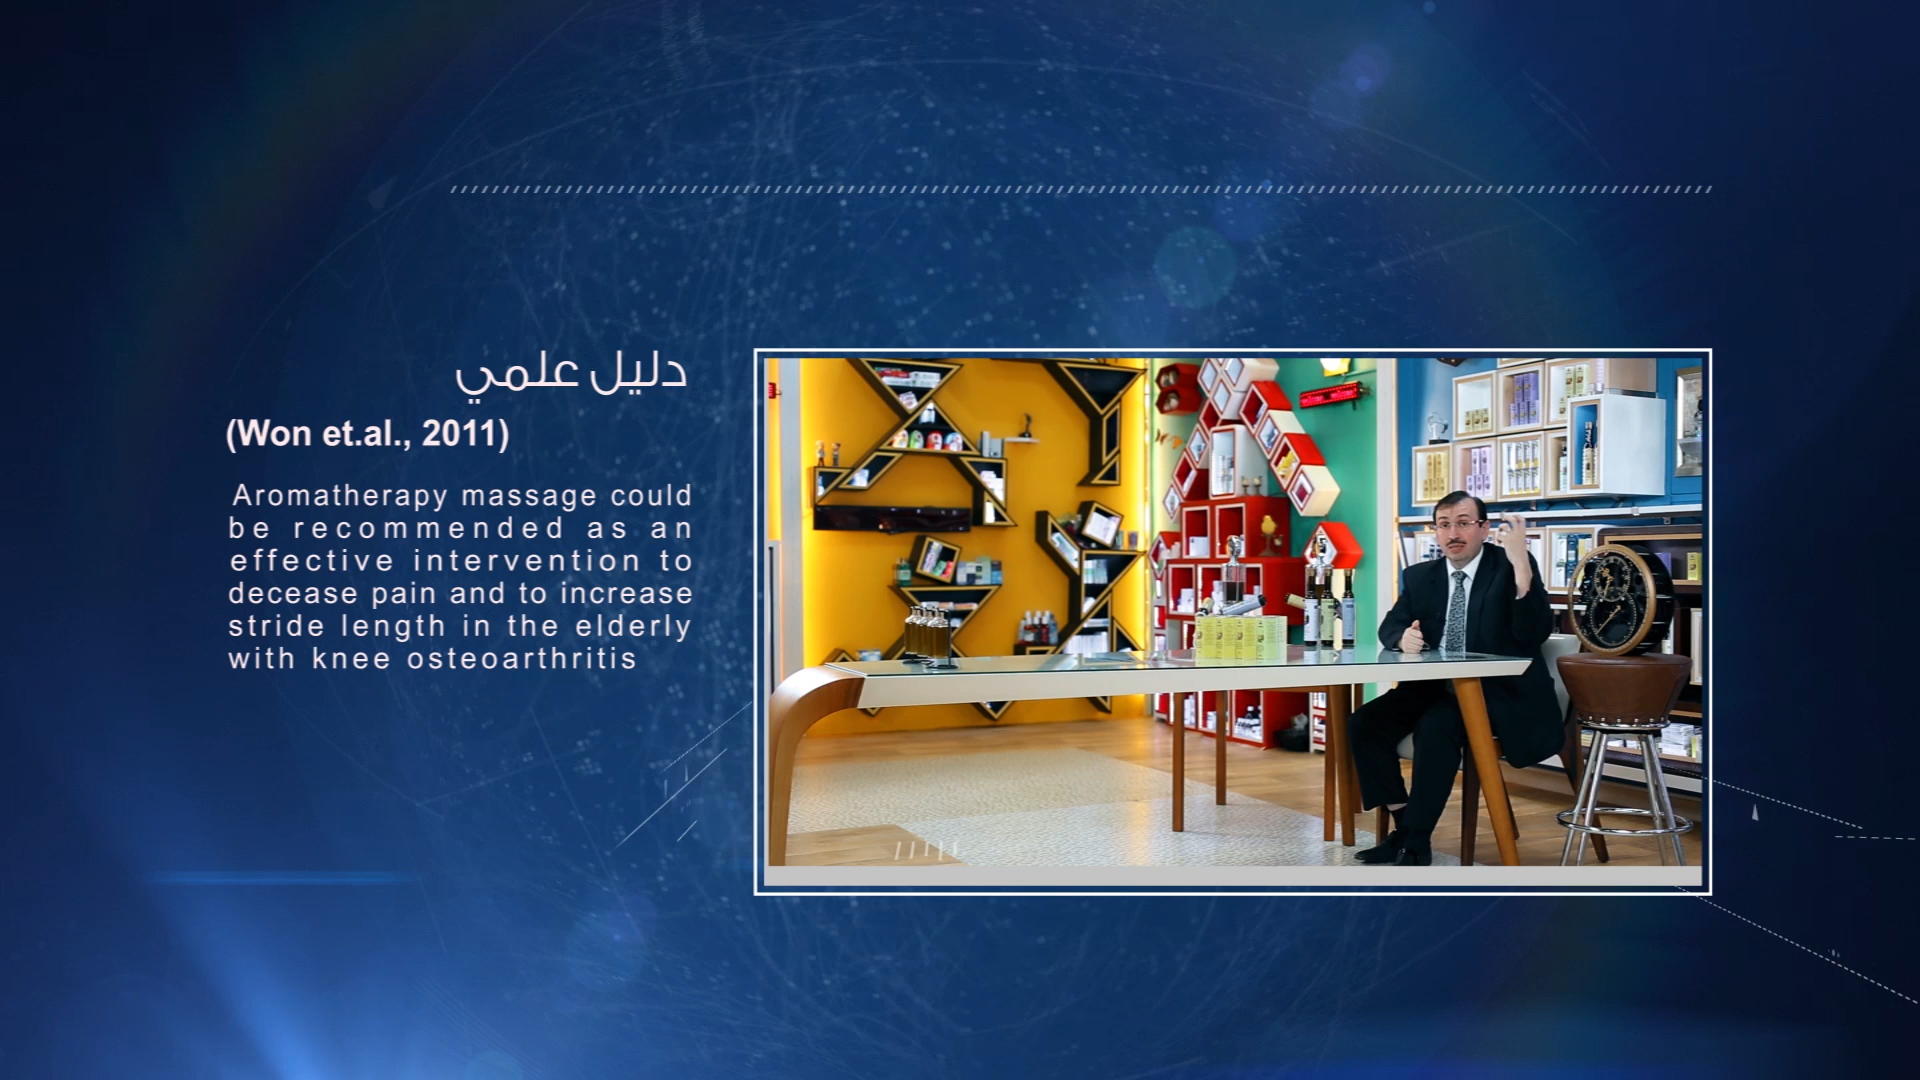 دليل علمي
(Won et.al., 2011)
Aromatherapy massage could
be recommended as an
effective intervention to
decease pain and to increase
stride length in the elderly
with knee osteoarthritis